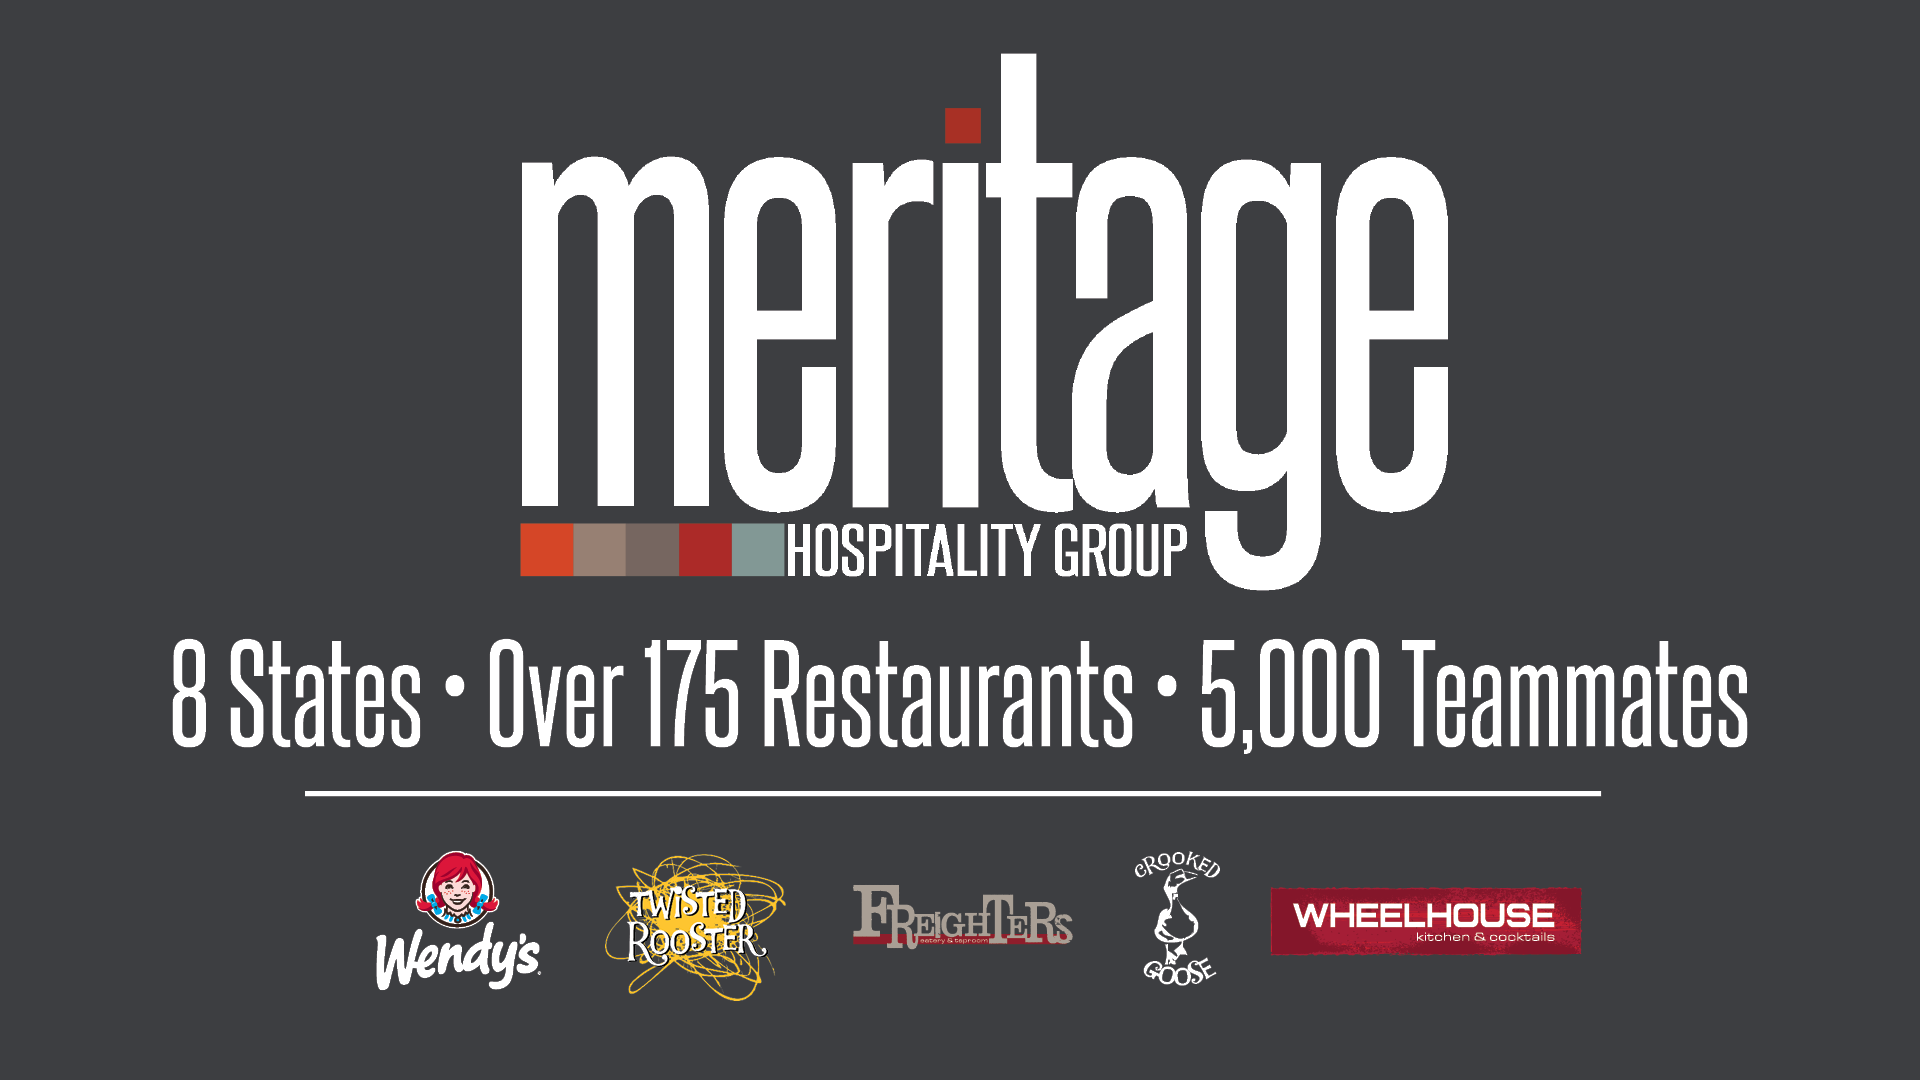 meritage
HOSPITALITY GROUP
8 States • Over 175 Restaurants • 5,000 Teammates
Wendy's
TWISTED
ROOSTER
FREIGHTERS
eatery & taproom
CROOKED
GOOSE
WHEELHOUSE
kitchen & cocktails